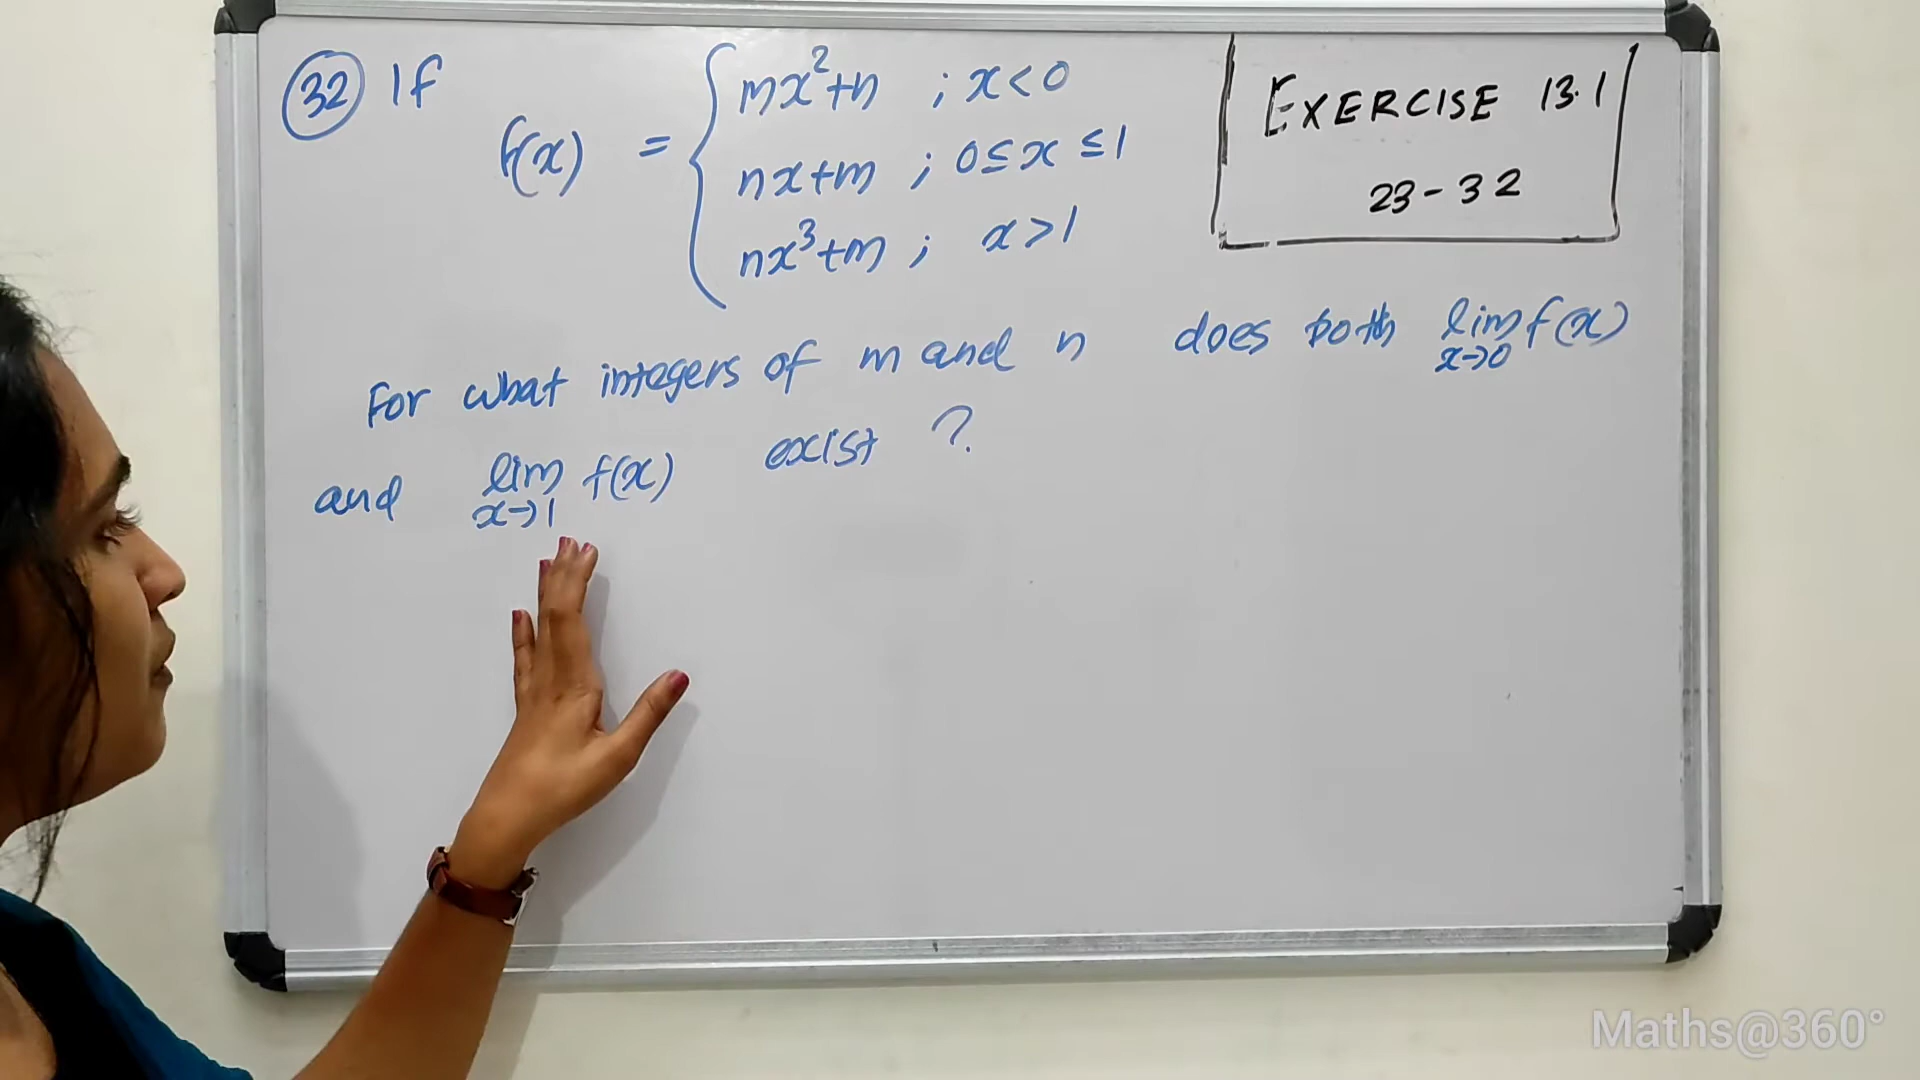 32 If
f(x) = { mx²+n ; x<0
nx+m ; 0≤x≤1
nx³+m ; x>1
EXERCISE 13.1
23-32
For what integers of m and n does both lim x→0 f(x)
and lim x→1 f(x) exist ?
Maths@360°